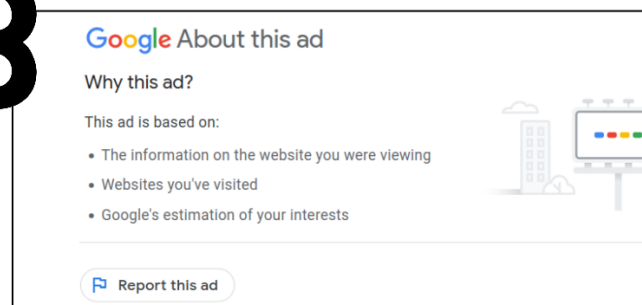 Google About this ad
Why this ad?
This ad is based on:
• The information on the website you were viewing
• Websites you've visited
• Google's estimation of your interests
Report this ad